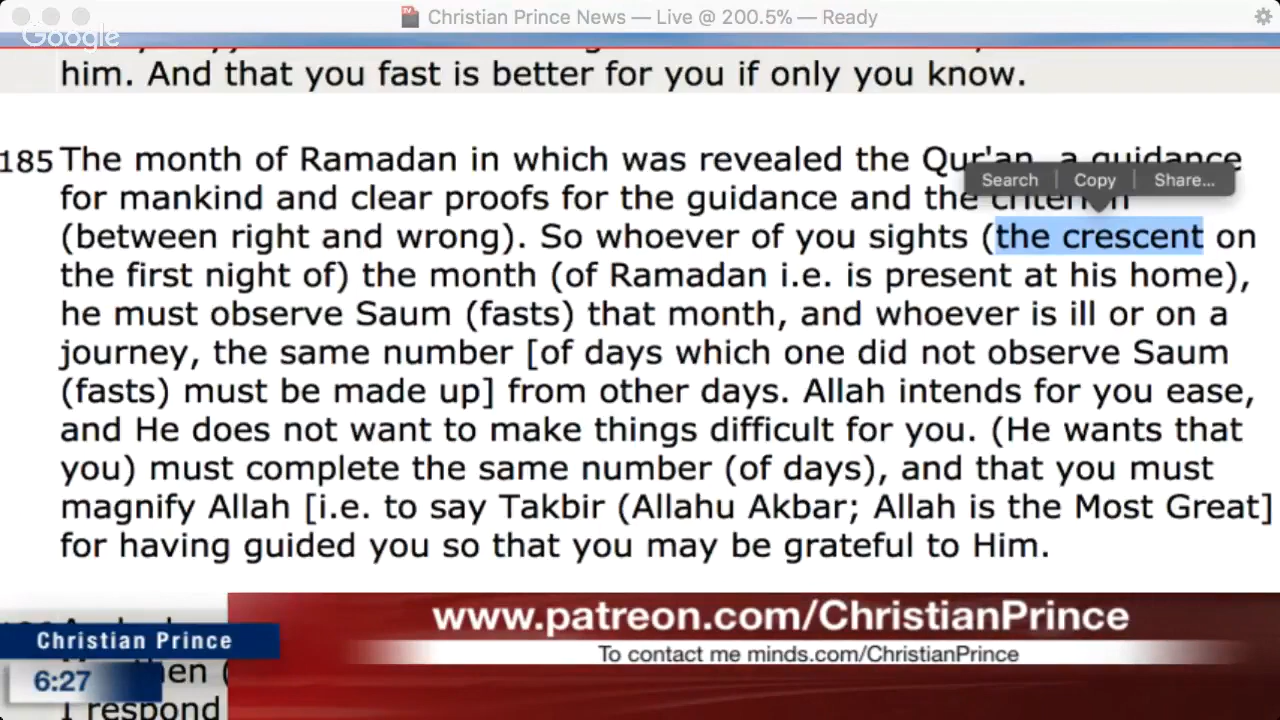 Christian Prince News — Live @ 200.5% — Ready
Google
him. And that you fast is better for you if only you know.
185 The month of Ramadan in which was revealed the Qur'an, a guidance
Search Copy Share...
for mankind and clear proofs for the guidance and the criterion
(between right and wrong). So whoever of you sights (the crescent on
the first night of) the month (of Ramadan i.e. is present at his home),
he must observe Saum (fasts) that month, and whoever is ill or on a
journey, the same number [of days which one did not observe Saum
(fasts) must be made up] from other days. Allah intends for you ease,
and He does not want to make things difficult for you. (He wants that
you) must complete the same number (of days), and that you must
magnify Allah [i.e. to say Takbir (Allahu Akbar; Allah is the Most Great]
for having guided you so that you may be grateful to Him.
www.patreon.com/ChristianPrince
Christian Prince
To contact me minds.com/ChristianPrince
6:27
I respond